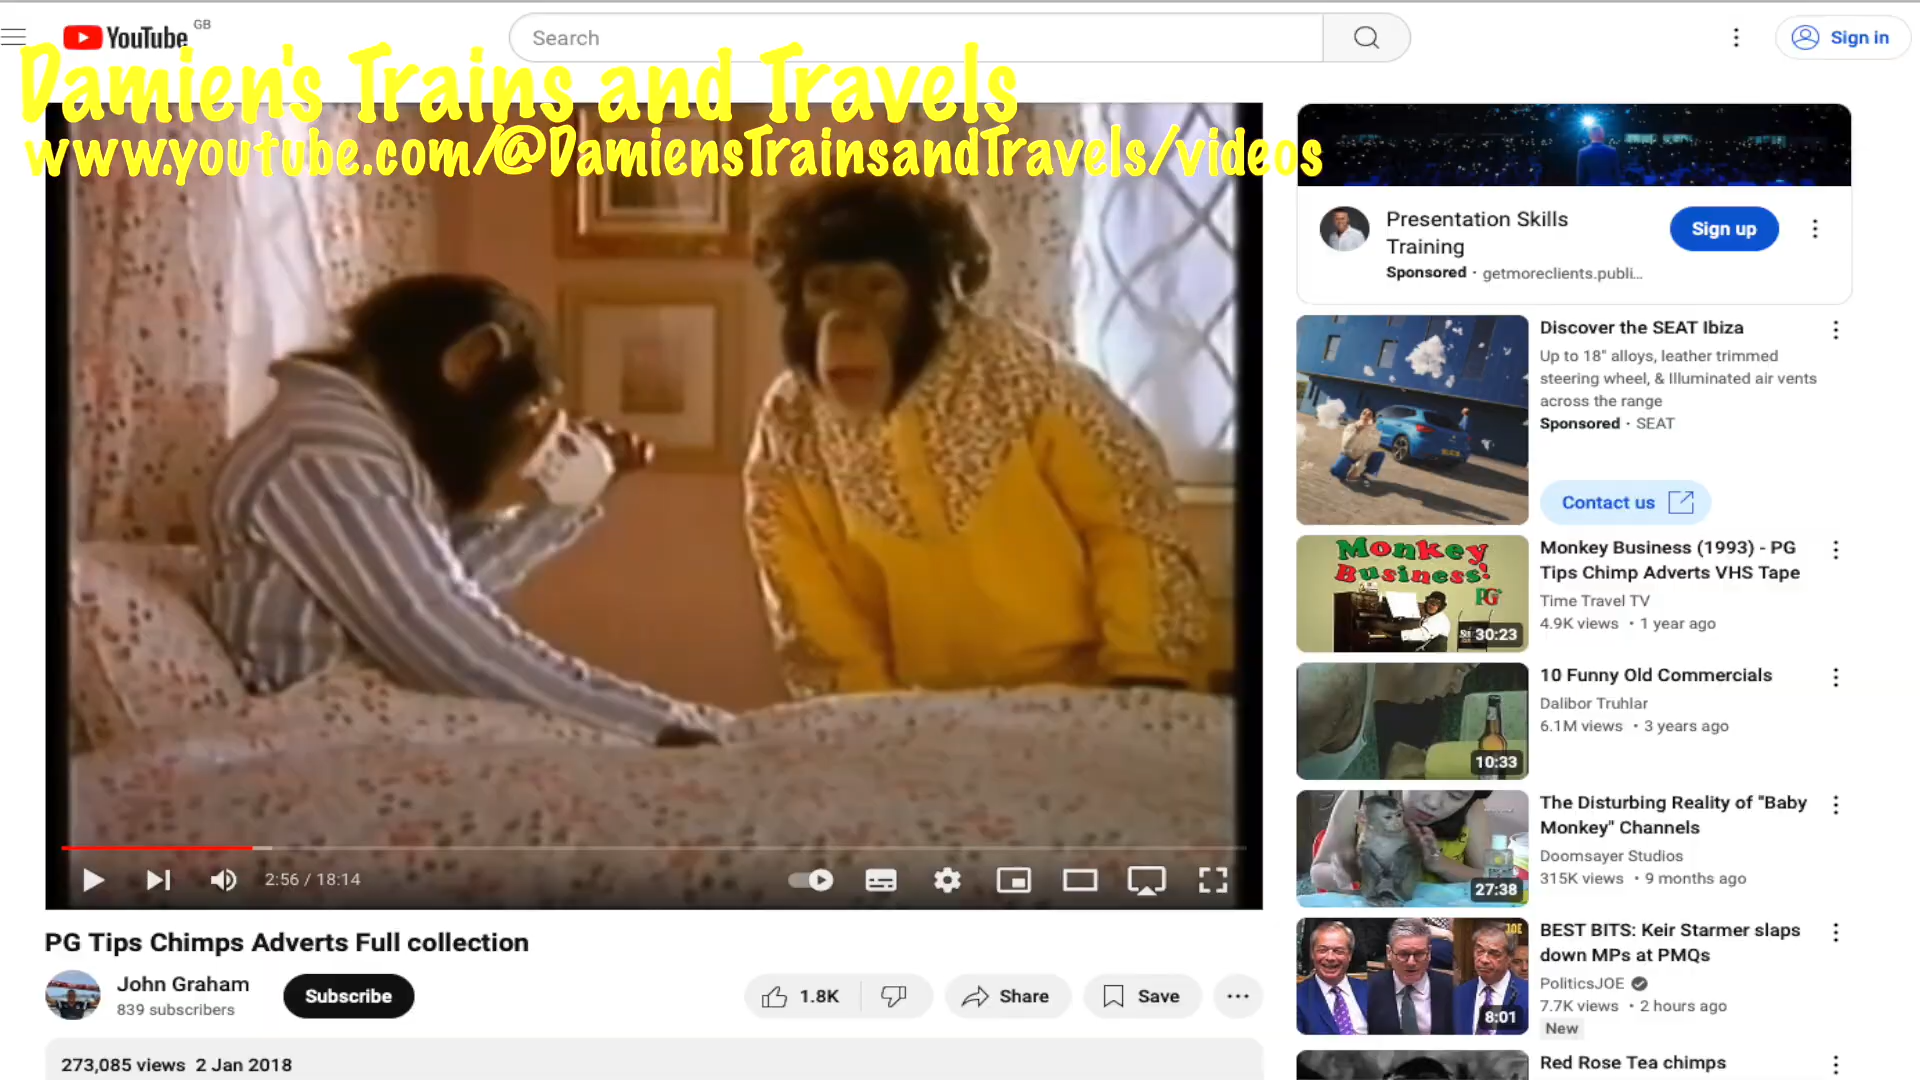 YouTube GB
Search
Sign in
Damien's Trains and Travels
www.youtube.com/@DamiensTrainsandTravels/videos
2:56 / 18:14
PG Tips Chimps Adverts Full collection
John Graham
839 subscribers
Subscribe
1.8K
Share
Save
273,085 views 2 Jan 2018
Presentation Skills
Training
Sponsored · getmoreclients.publi...
Sign up
Discover the SEAT Ibiza
Up to 18" alloys, leather trimmed
steering wheel, & Illuminated air vents
across the range
Sponsored · SEAT
Contact us
Monkey
Business!
PG
30:23
Monkey Business (1993) - PG
Tips Chimp Adverts VHS Tape
Time Travel TV
4.9K views • 1 year ago
10:33
10 Funny Old Commercials
Dalibor Truhlar
6.1M views • 3 years ago
27:38
The Disturbing Reality of "Baby
Monkey" Channels
Doomsayer Studios
315K views • 9 months ago
JOE
8:01
BEST BITS: Keir Starmer slaps
down MPs at PMQs
PoliticsJOE
7.7K views • 2 hours ago
New
Red Rose Tea chimps